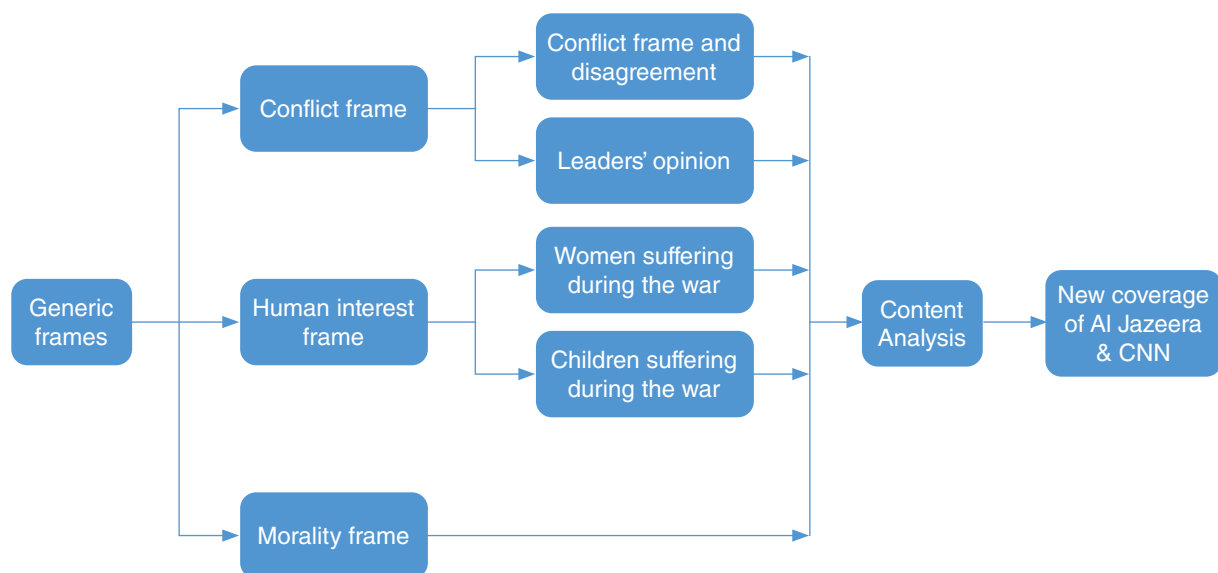 Generic
frames
Conflict frame
Human interest
frame
Morality frame
Conflict frame and
disagreement
Leaders’ opinion
Women suffering
during the war
Children suffering
during the war
Content
Analysis
New coverage
of Al Jazeera
& CNN